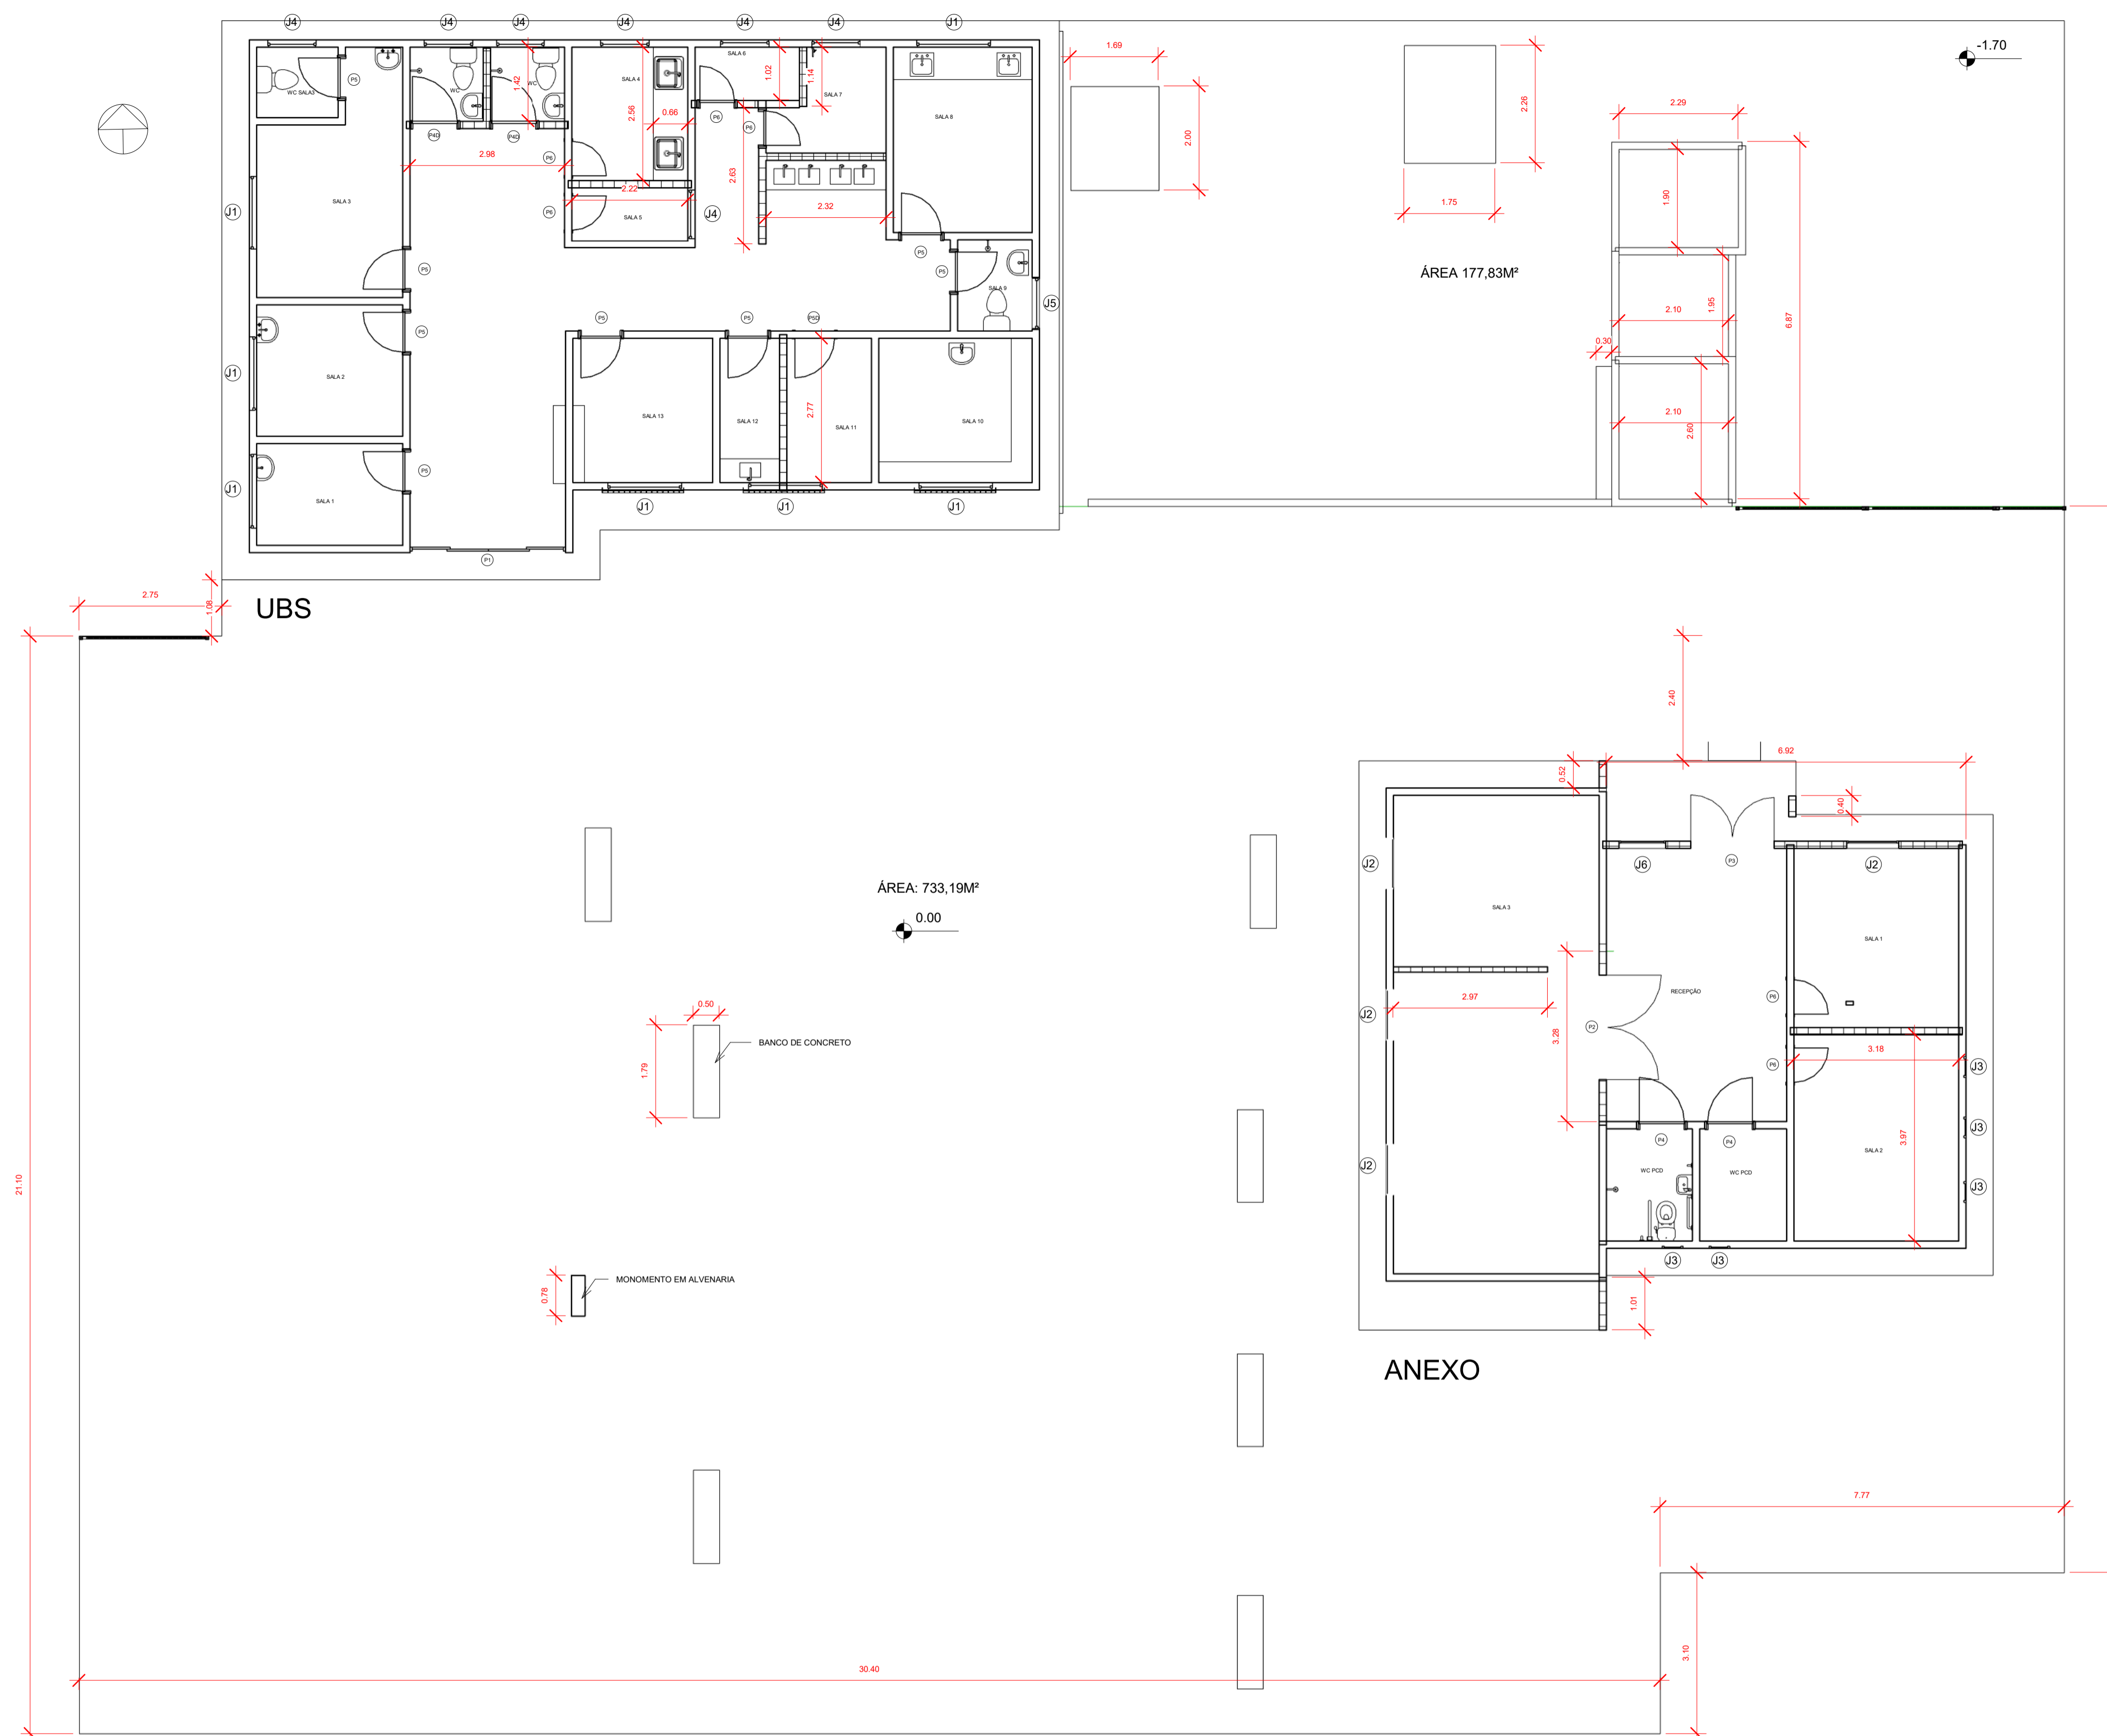 J4
J4
J4
J4
J4
J4
J1
-1.70
1.69
SALA 6
1.02
1.14
P5
WC SALA3
WC
1.42
WC
SALA 4
2.56
0.66
SALA 7
2.26
2.29
P6
P6
SALA 8
2.00
P4D
P4D
2.98
P6
2.63
2.22
1.90
J1
SALA 3
P6
SALA 5
J4
2.32
1.75
P5
P5
P5
ÁREA 177,83M²
SALA 9
J5
1.95
2.10
6.87
P5
P5
P5D
P5
0.30
J1
SALA 2
SALA 13
2.77
SALA 12
SALA 11
SALA 10
2.10
2.60
P5
J1
SALA 1
J1
J1
J1
P1
2.75
1.08
UBS
2.40
6.92
0.52
0.40
J2
J6
P3
J2
ÁREA: 733,19M²
0.00
SALA 3
SALA 1
RECEPÇÃO
2.97
P6
0.50
J2
P2
3.28
BANCO DE CONCRETO
3.18
1.79
P6
J3
J3
P4
P4
3.97
SALA 2
J2
WC PCD
WC PCD
21.10
J3
J3
J3
MONOMENTO EM ALVENARIA
0.78
1.01
ANEXO
7.77
3.10
30.40